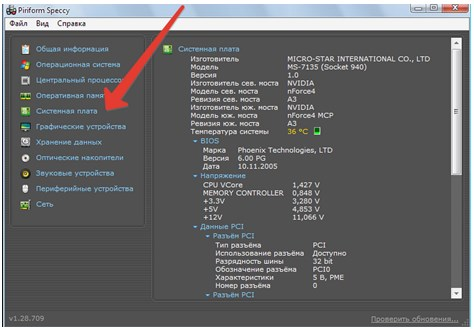 Piriform Speccy
Файл Вид Справка
Общая информация
Операционная система
Центральный процессо
Оперативная пам
Системная плата
Графические устройства
Хранение данных
Оптические накопители
Звуковые устройства
Периферийные устройства
Сеть
Системная плата
Изготовитель MICRO-STAR INTERNATIONAL CO., LTD
Модель MS-7135 (Socket 940)
Версия 1.0
Изготовитель сев. моста NVIDIA
Модель сев. моста nForce4
Ревизия сев. моста A3
Изготовитель юж. моста NVIDIA
Модель юж. моста nForce4 MCP
Ревизия юж. моста A3
Температура системы 36 °C
BIOS
Марка Phoenix Technologies, LTD
Версия 6.00 PG
Дата 10.11.2005
Напряжение
CPU VCore 1,427 V
MEMORY CONTROLLER 0,848 V
+3.3V 3,280 V
+5V 4,853 V
+12V 11,066 V
Данные PCI
Разъём PCI
Тип разъёма PCI
Использование разъёма Доступно
Разрядность шины 32 bit
Обозначение разъёма PCI0
Характеристики 5 В, PME
Номер разъёма 0
Разъём PCI
v1.28.709
Проверить обновения...